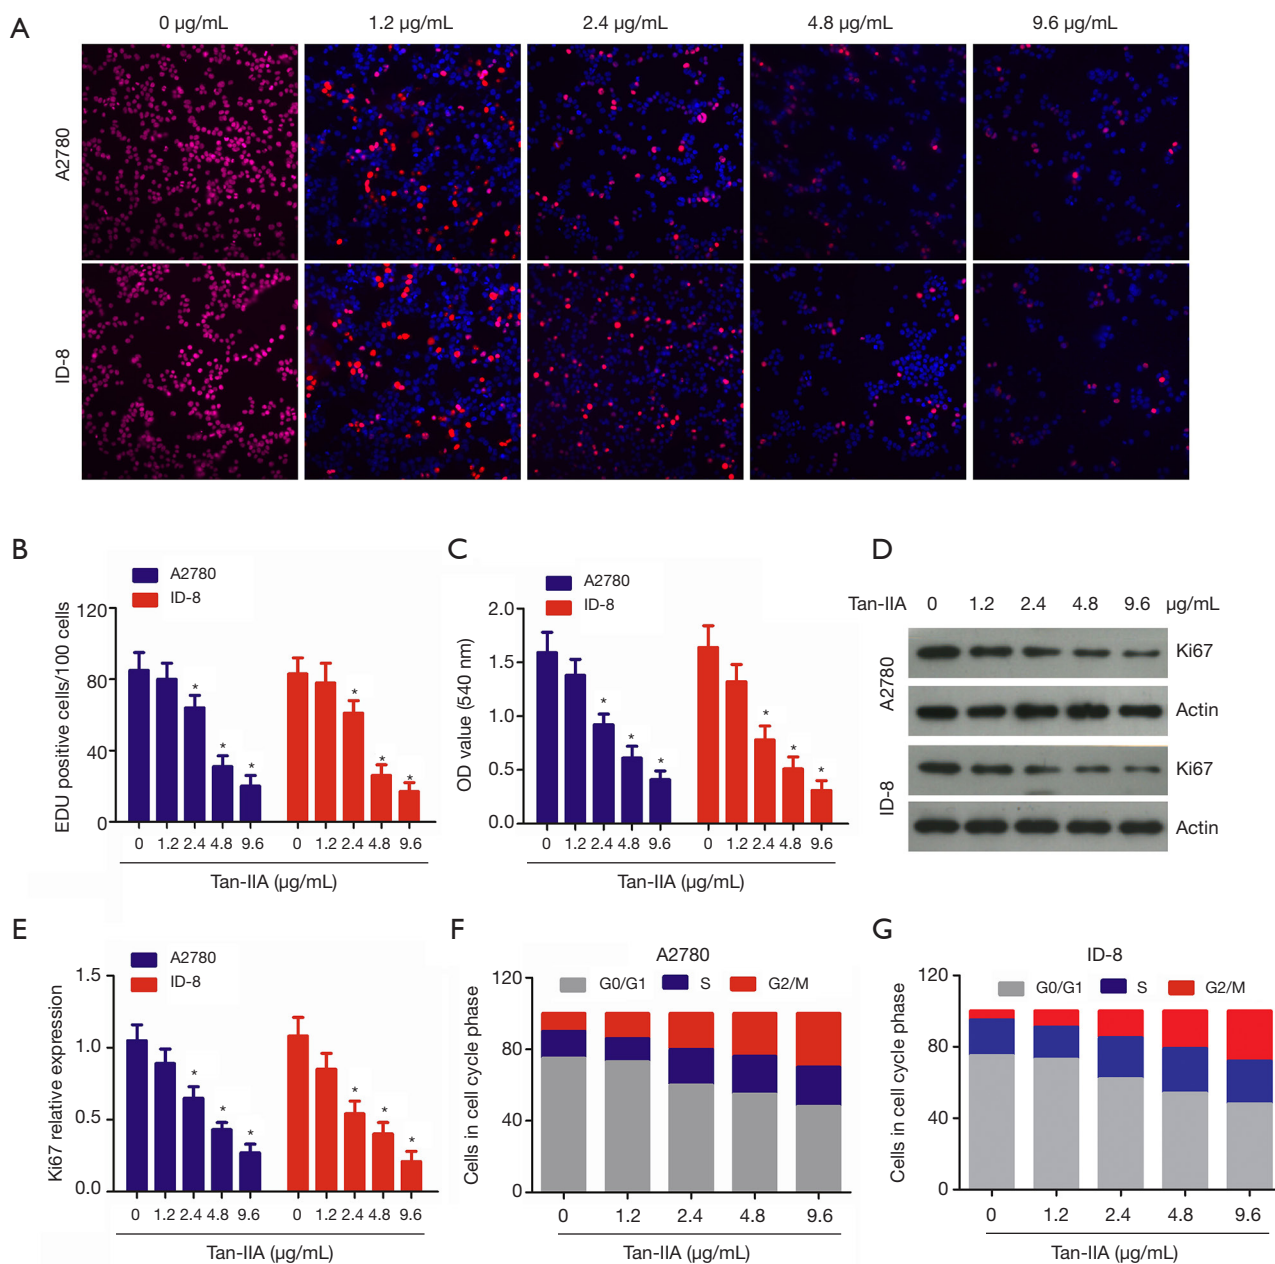 A
0 µg/mL 1.2 µg/mL 2.4 µg/mL 4.8 µg/mL 9.6 µg/mL
A2780
ID-8
B
A2780
ID-8
EDU positive cells/100 cells
120
80
40
0
0 1.2 2.4 4.8 9.6 0 1.2 2.4 4.8 9.6
* * * * * *
Tan-IIA (µg/mL)
C
A2780
ID-8
OD value (540 nm)
2.0
1.5
1.0
0.5
0.0
* * * * * *
0 1.2 2.4 4.8 9.6 0 1.2 2.4 4.8 9.6
Tan-IIA (µg/mL)
D
Tan-IIA 0 1.2 2.4 4.8 9.6 µg/mL
A2780
Ki67
Actin
ID-8
Ki67
Actin
E
A2780
ID-8
Ki67 relative expression
1.5
1.0
0.5
0.0
* * * * * *
0 1.2 2.4 4.8 9.6 0 1.2 2.4 4.8 9.6
Tan-IIA (µg/mL)
F
A2780
G0/G1 S G2/M
Cells in cell cycle phase
120
80
40
0
0 1.2 2.4 4.8 9.6
Tan-IIA (µg/mL)
G
ID-8
G0/G1 S G2/M
Cells in cell cycle phase
120
80
40
0
0 1.2 2.4 4.8 9.6
Tan-IIA (µg/mL)